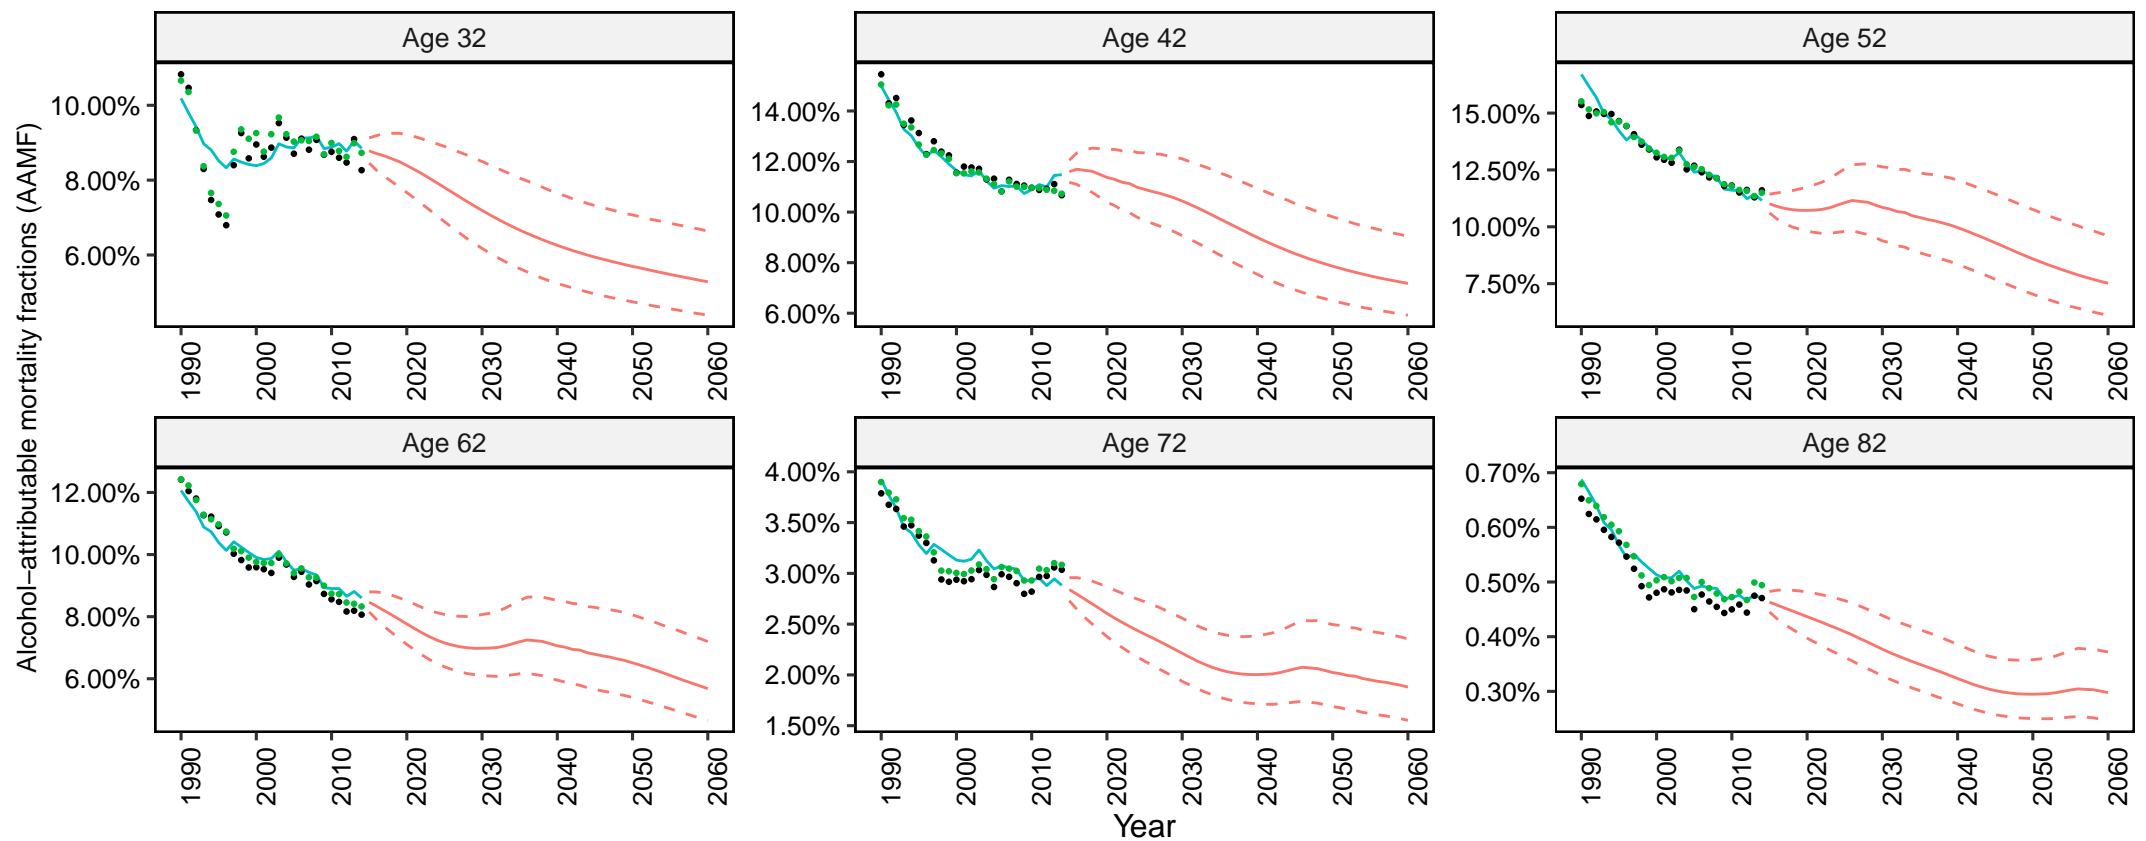 Alcohol−attributable mortality fractions (AAMF)
Age 32
10.00%
8.00%
6.00%
1990 2000 2010 2020 2030 2040 2050 2060
Age 42
14.00%
12.00%
10.00%
8.00%
6.00%
1990 2000 2010 2020 2030 2040 2050 2060
Age 52
15.00%
12.50%
10.00%
7.50%
1990 2000 2010 2020 2030 2040 2050 2060
Age 62
12.00%
10.00%
8.00%
6.00%
1990 2000 2010 2020 2030 2040 2050 2060
Age 72
4.00%
3.50%
3.00%
2.50%
2.00%
1.50%
1990 2000 2010 2020 2030 2040 2050 2060
Age 82
0.70%
0.60%
0.50%
0.40%
0.30%
1990 2000 2010 2020 2030 2040 2050 2060
Year